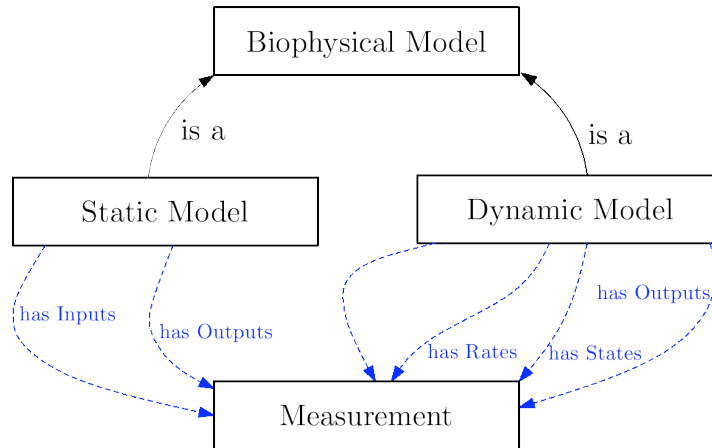 Biophysical Model
is a
is a
Static Model
Dynamic Model
has Inputs
has Outputs
has Rates
has States
has Outputs
Measurement